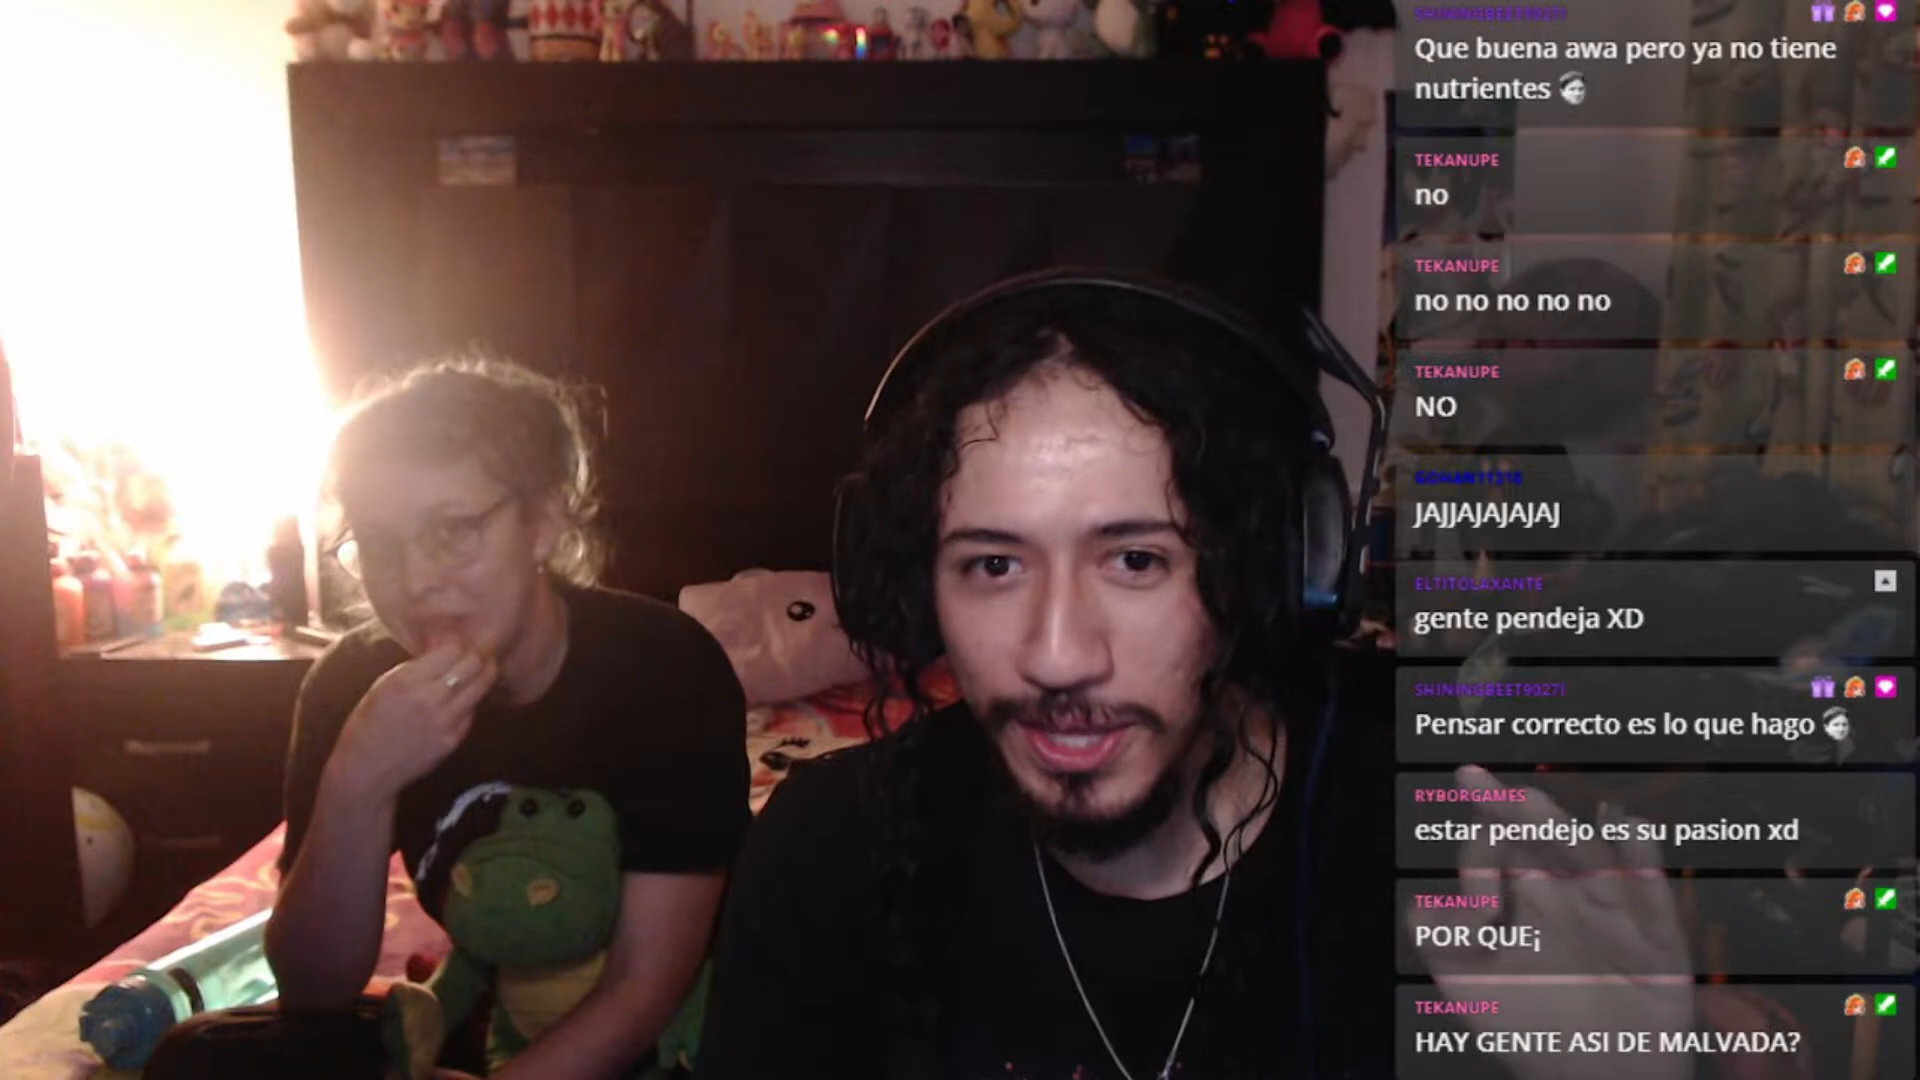 SHININGBEET90271
Que buena awa pero ya no tiene
nutrientes
TEKANUPE
no
TEKANUPE
no no no no no
TEKANUPE
NO
JAJJAJAJAJAJ
ELTITOLAXANTE
gente pendeja XD
SHININGBEET90271
Pensar correcto es lo que hago
RYBORGAMES
estar pendejo es su pasion xd
TEKANUPE
POR QUE¡
TEKANUPE
HAY GENTE ASI DE MALVADA?